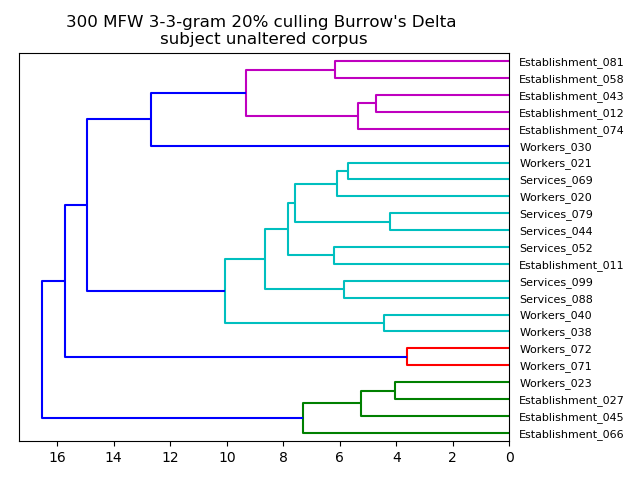 300 MFW 3-3-gram 20% culling Burrow's Delta
subject unaltered corpus
Establishment_081
Establishment_058
Establishment_043
Establishment_012
Establishment_074
Workers_030
Workers_021
Services_069
Workers_020
Services_079
Services_044
Services_052
Establishment_011
Services_099
Services_088
Workers_040
Workers_038
Workers_072
Workers_071
Workers_023
Establishment_027
Establishment_045
Establishment_066
16 14 12 10 8 6 4 2 0